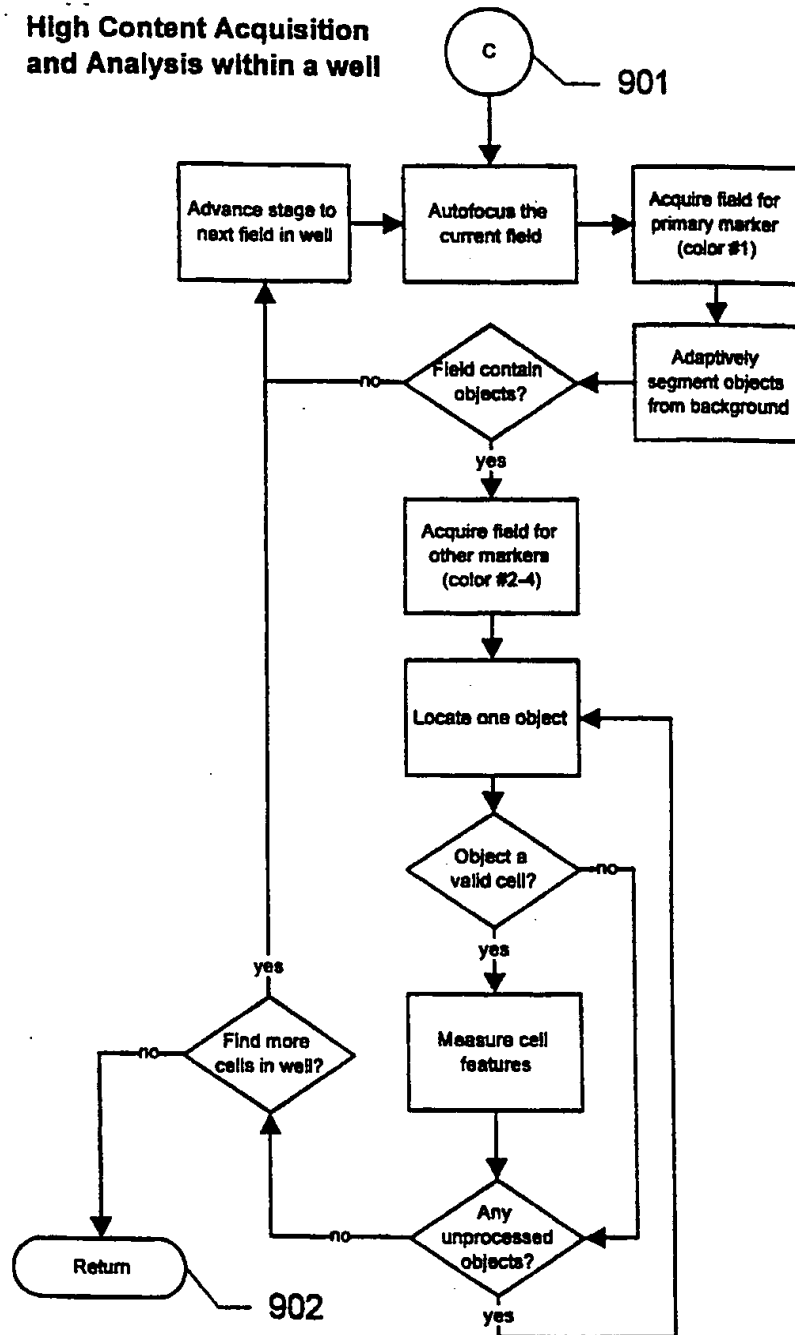 High Content Acquisition
and Analysis within a well
C
901
Advance stage to
next field in well
Autofocus the
current field
Acquire field for
primary marker
(color #1)
Adaptively
segment objects
from background
Field contain
objects?
no
yes
Acquire field for
other markers
(color #2-4)
Locate one object
Object a
valid cell?
no
yes
Measure cell
features
Any
unprocessed
objects?
no
yes
Find more
cells in well?
yes
no
Return
902